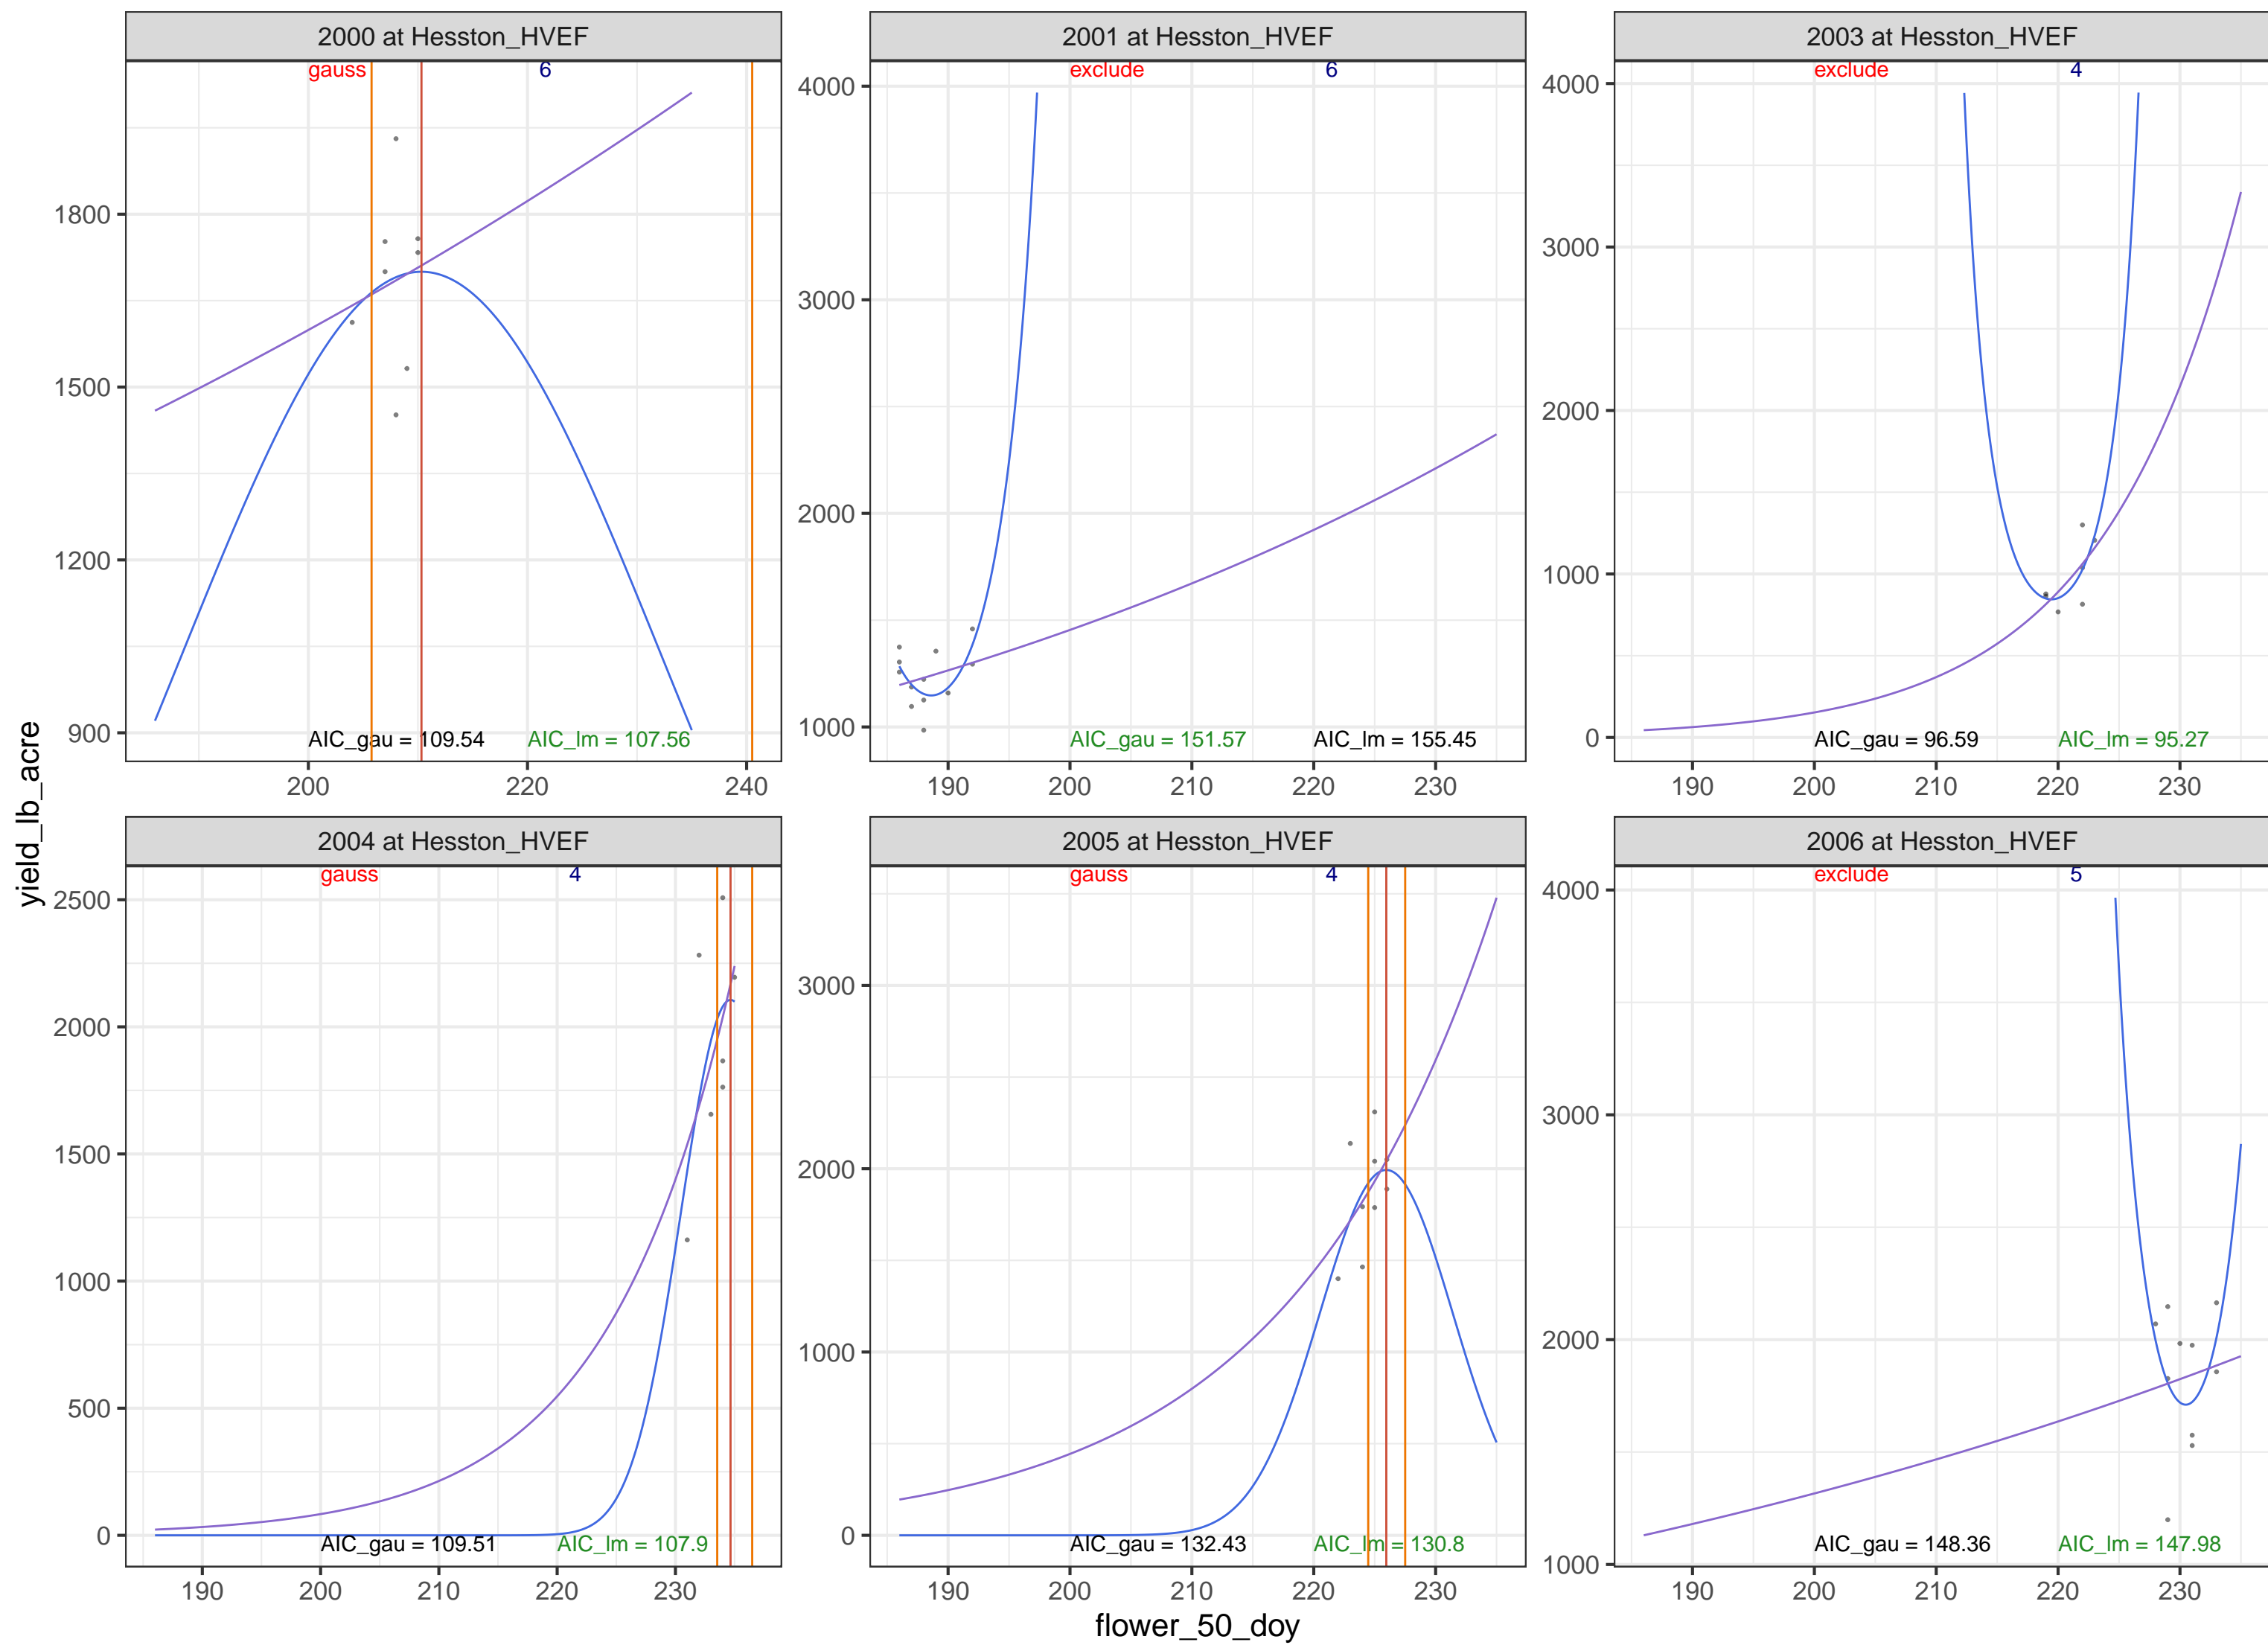 2000 at Hesston_HVEF
2001 at Hesston_HVEF
2003 at Hesston_HVEF
gauss 6
exclude 6
exclude 4
1800
1500
1200
900
4000
3000
2000
1000
4000
3000
2000
1000
0
AIC_gau = 109.54 AIC_lm = 107.56
AIC_gau = 151.57 AIC_lm = 155.45
AIC_gau = 96.59 AIC_lm = 95.27
200 220 240
190 200 210 220 230
190 200 210 220 230
yield_lb_acre
2004 at Hesston_HVEF
2005 at Hesston_HVEF
2006 at Hesston_HVEF
gauss 4
gauss 4
exclude 5
2500
2000
1500
1000
500
0
3000
2000
1000
0
4000
3000
2000
1000
AIC_gau = 109.51 AIC_lm = 107.9
AIC_gau = 132.43 AIC_lm = 130.8
AIC_gau = 148.36 AIC_lm = 147.98
190 200 210 220 230
190 200 210 220 230
190 200 210 220 230
flower_50_doy